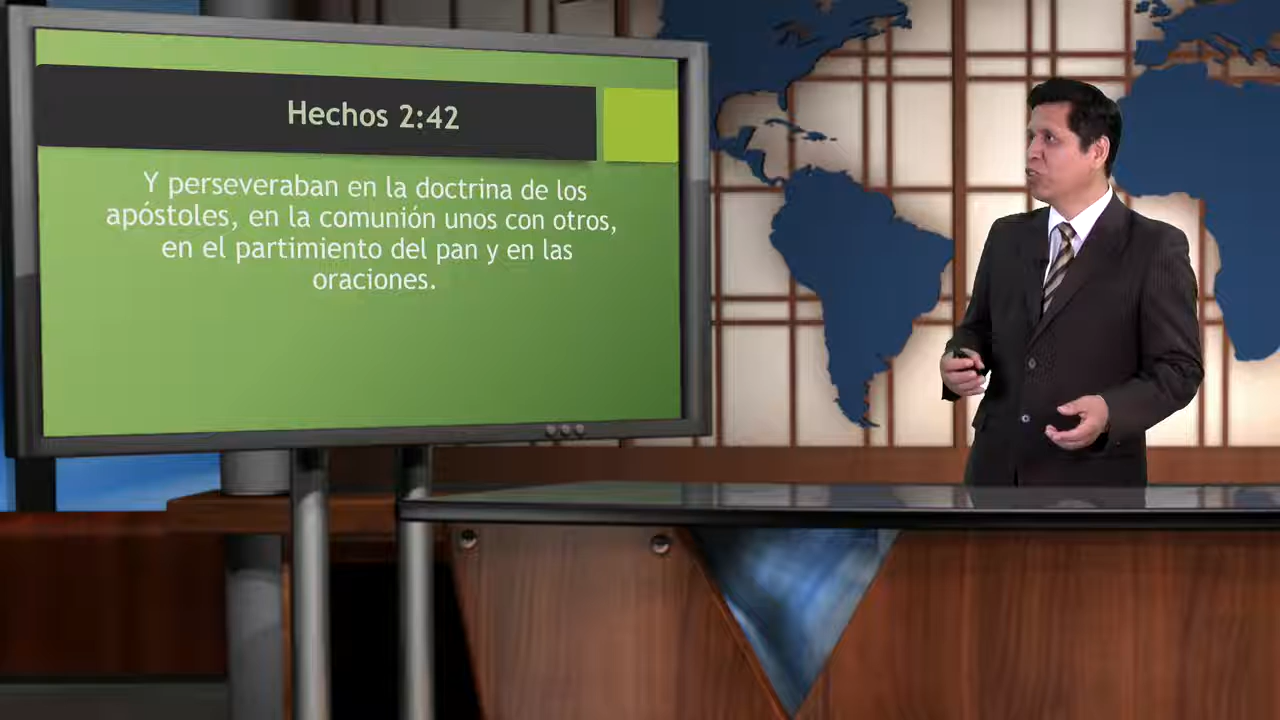 Hechos 2:42
Y perseveraban en la doctrina de los
apóstoles, en la comunión unos con otros,
en el partimiento del pan y en las
oraciones.